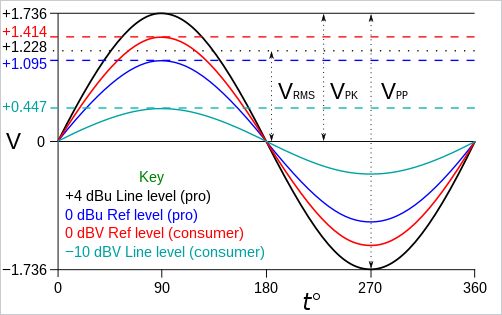 +1.736
+1.414
+1.228
+1.095
+0.447
V
0
−1.736
VRMS
VPK
VPP
Key
+4 dBu Line level (pro)
0 dBu Ref level (pro)
0 dBV Ref level (consumer)
−10 dBV Line level (consumer)
0
90
180
270
360
t°